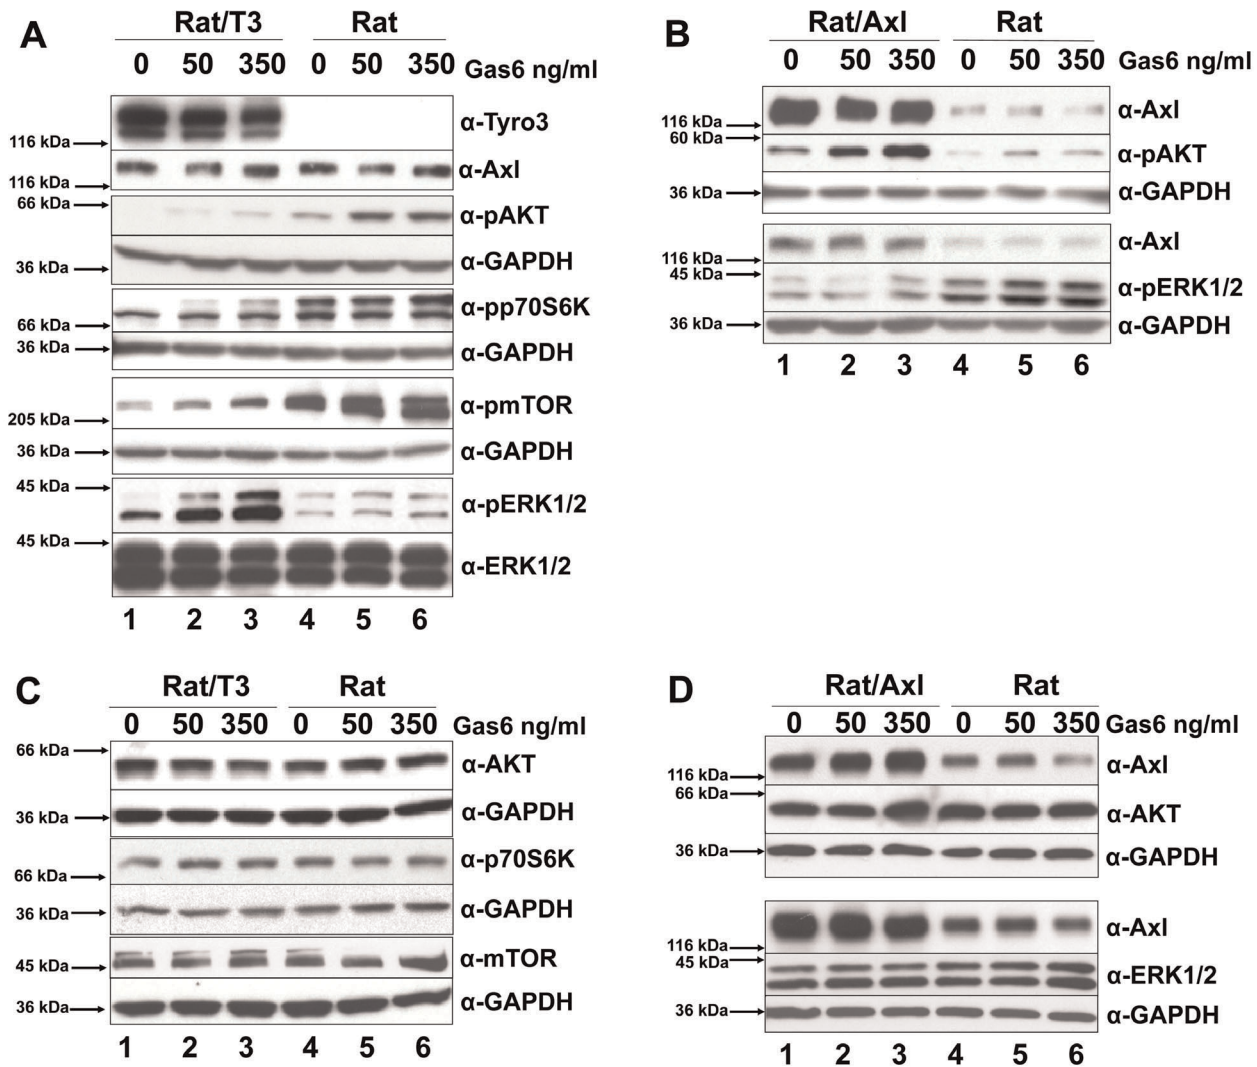 A
Rat/T3 Rat
0 50 350 0 50 350 Gas6 ng/ml
α-Tyro3
116 kDa
α-Axl
116 kDa
66 kDa
α-pAKT
α-GAPDH
36 kDa
α-pp70S6K
66 kDa
36 kDa
α-GAPDH
α-pmTOR
205 kDa
36 kDa
α-GAPDH
45 kDa
α-pERK1/2
45 kDa
α-ERK1/2
1 2 3 4 5 6
B
Rat/Axl Rat
0 50 350 0 50 350 Gas6 ng/ml
α-Axl
116 kDa
60 kDa
α-pAKT
36 kDa
α-GAPDH
α-Axl
116 kDa
45 kDa
α-pERK1/2
36 kDa
α-GAPDH
1 2 3 4 5 6
C
Rat/T3 Rat
0 50 350 0 50 350 Gas6 ng/ml
66 kDa
α-AKT
36 kDa
α-GAPDH
α-p70S6K
66 kDa
36 kDa
α-GAPDH
α-mTOR
45 kDa
36 kDa
α-GAPDH
1 2 3 4 5 6
D
Rat/Axl Rat
0 50 350 0 50 350 Gas6 ng/ml
α-Axl
116 kDa
66 kDa
α-AKT
36 kDa
α-GAPDH
α-Axl
116 kDa
45 kDa
α-ERK1/2
36 kDa
α-GAPDH
1 2 3 4 5 6